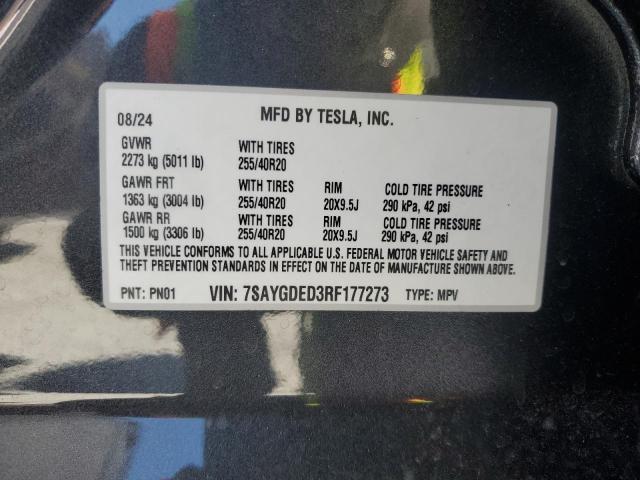 08/24 MFD BY TESLA, INC.
GVWR WITH TIRES
2273 kg (5011 lb) 255/40R20
GAWR FRT WITH TIRES RIM COLD TIRE PRESSURE
1363 kg (3004 lb) 255/40R20 20X9.5J 290 kPa, 42 psi
GAWR RR WITH TIRES RIM COLD TIRE PRESSURE
1500 kg (3306 lb) 255/40R20 20X9.5J 290 kPa, 42 psi
THIS VEHICLE CONFORMS TO ALL APPLICABLE U.S. FEDERAL MOTOR VEHICLE SAFETY AND
THEFT PREVENTION STANDARDS IN EFFECT ON THE DATE OF MANUFACTURE SHOWN ABOVE.
PNT: PN01 VIN: 7SAYGDED3RF177273 TYPE: MPV